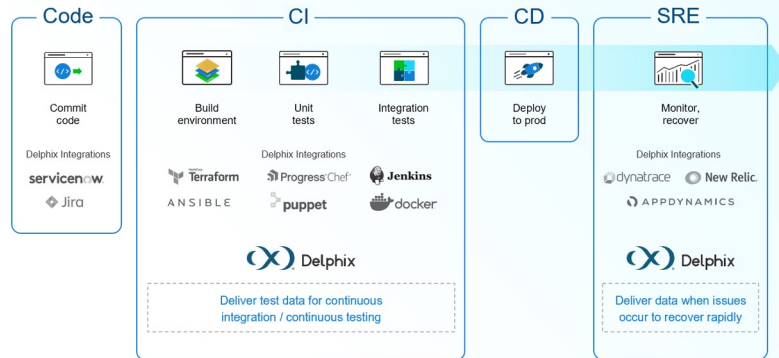 Code
CI
CD
SRE
Commit
code
Build
environment
Unit
tests
Integration
tests
Deploy
to prod
Monitor,
recover
Delphix Integrations
servicenow.
Jira
Delphix Integrations
Terraform
Progress Chef
Jenkins
ANSIBLE
puppet
docker
Delphix Integrations
dynatrace
New Relic.
APPDYNAMICS
Delphix
Deliver test data for continuous
integration / continuous testing
Delphix
Deliver data when issues
occur to recover rapidly